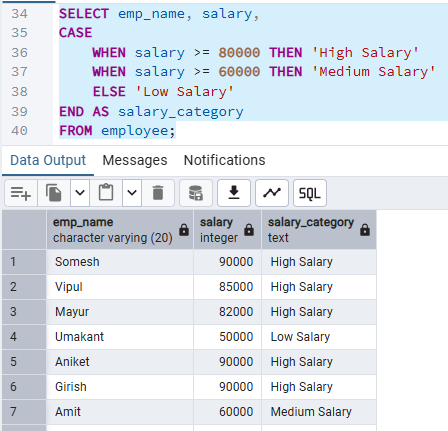 34 SELECT emp_name, salary,
35 CASE
36 WHEN salary >= 80000 THEN 'High Salary'
37 WHEN salary >= 60000 THEN 'Medium Salary'
38 ELSE 'Low Salary'
39 END AS salary_category
40 FROM employee;
Data Output Messages Notifications
SQL
emp_name salary salary_category
character varying (20) integer text
1 Somesh 90000 High Salary
2 Vipul 85000 High Salary
3 Mayur 82000 High Salary
4 Umakant 50000 Low Salary
5 Aniket 90000 High Salary
6 Girish 90000 High Salary
7 Amit 60000 Medium Salary